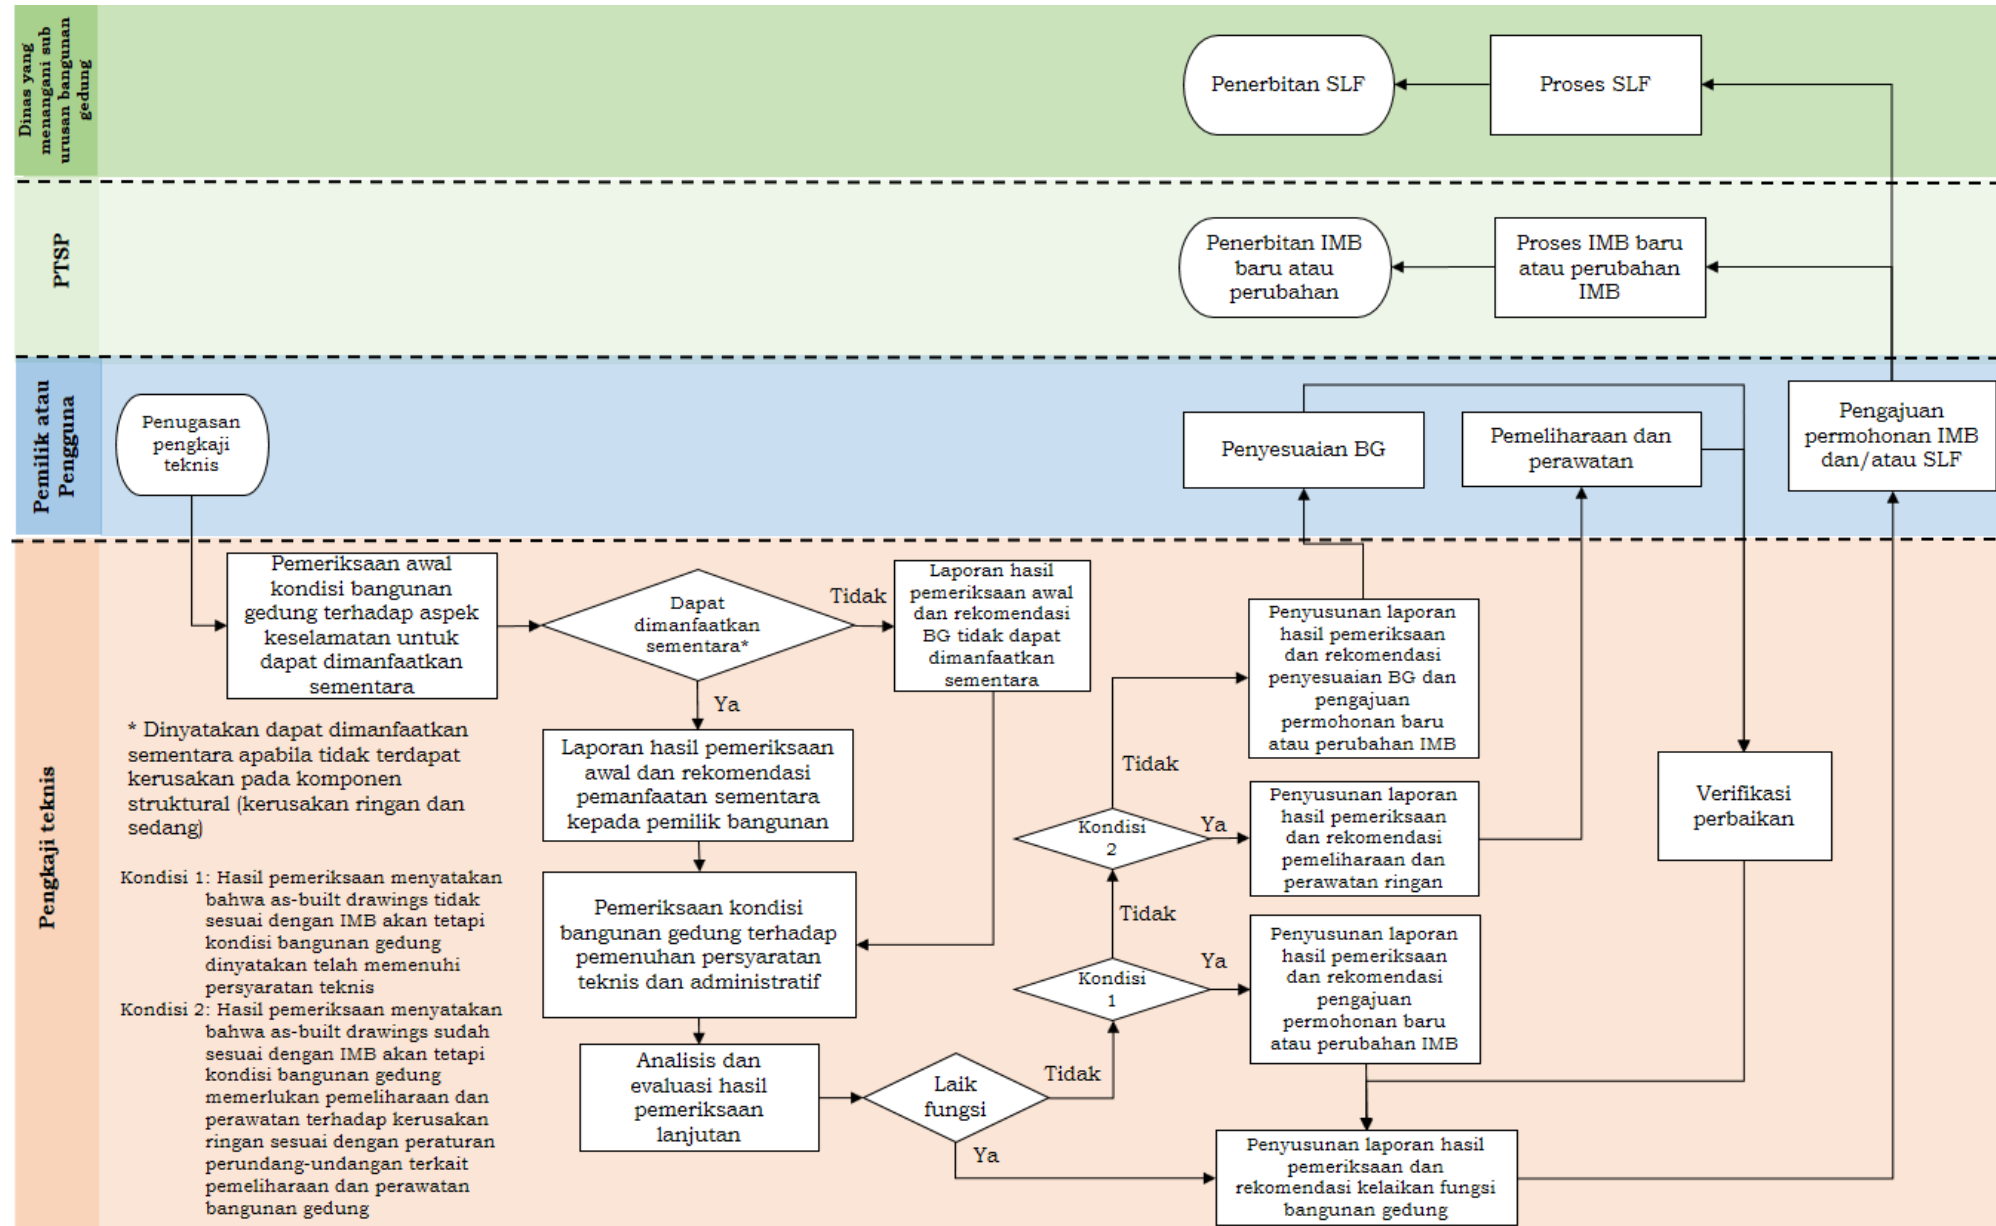 Dinas yang
menangani sub
urusan bangunan
gedung
Penerbitan SLF
Proses SLF
PTSP
Penerbitan IMB
baru atau
perubahan
Proses IMB baru
atau perubahan
IMB
Pemilik atau
Pengguna
Penugasan
pengkaji
teknis
Penyesuaian BG
Pemeliharaan dan
perawatan
Pengajuan
permohonan IMB
dan/atau SLF
Pengkaji teknis
Pemeriksaan awal
kondisi bangunan
gedung terhadap aspek
keselamatan untuk
dapat dimanfaatkan
sementara
Dapat
dimanfaatkan
sementara*
Tidak
Laporan hasil
pemeriksaan awal
dan rekomendasi
BG tidak dapat
dimanfaatkan
sementara
Ya
Laporan hasil pemeriksaan
awal dan rekomendasi
pemanfaatan sementara
kepada pemilik bangunan
* Dinyatakan dapat dimanfaatkan
sementara apabila tidak terdapat
kerusakan pada komponen
struktural (kerusakan ringan dan
sedang)
Kondisi 1: Hasil pemeriksaan menyatakan
bahwa as-built drawings tidak
sesuai dengan IMB akan tetapi
kondisi bangunan gedung
dinyatakan telah memenuhi
persyaratan teknis
Kondisi 2: Hasil pemeriksaan menyatakan
bahwa as-built drawings sudah
sesuai dengan IMB akan tetapi
kondisi bangunan gedung
memerlukan pemeliharaan dan
perawatan terhadap kerusakan
ringan sesuai dengan peraturan
perundang-undangan terkait
pemeliharaan dan perawatan
bangunan gedung
Pemeriksaan kondisi
bangunan gedung terhadap
pemenuhan persyaratan
teknis dan administratif
Analisis dan
evaluasi hasil
pemeriksaan
lanjutan
Laik
fungsi
Tidak
Ya
Kondisi
1
Ya
Tidak
Kondisi
2
Ya
Tidak
Penyusunan laporan
hasil pemeriksaan
dan rekomendasi
penyesuaian BG dan
pengajuan
permohonan baru
atau perubahan IMB
Penyusunan laporan
hasil pemeriksaan
dan rekomendasi
pemeliharaan dan
perawatan ringan
Penyusunan laporan
hasil pemeriksaan
dan rekomendasi
pengajuan
permohonan baru
atau perubahan IMB
Verifikasi
perbaikan
Penyusunan laporan hasil
pemeriksaan dan
rekomendasi kelaikan fungsi
bangunan gedung